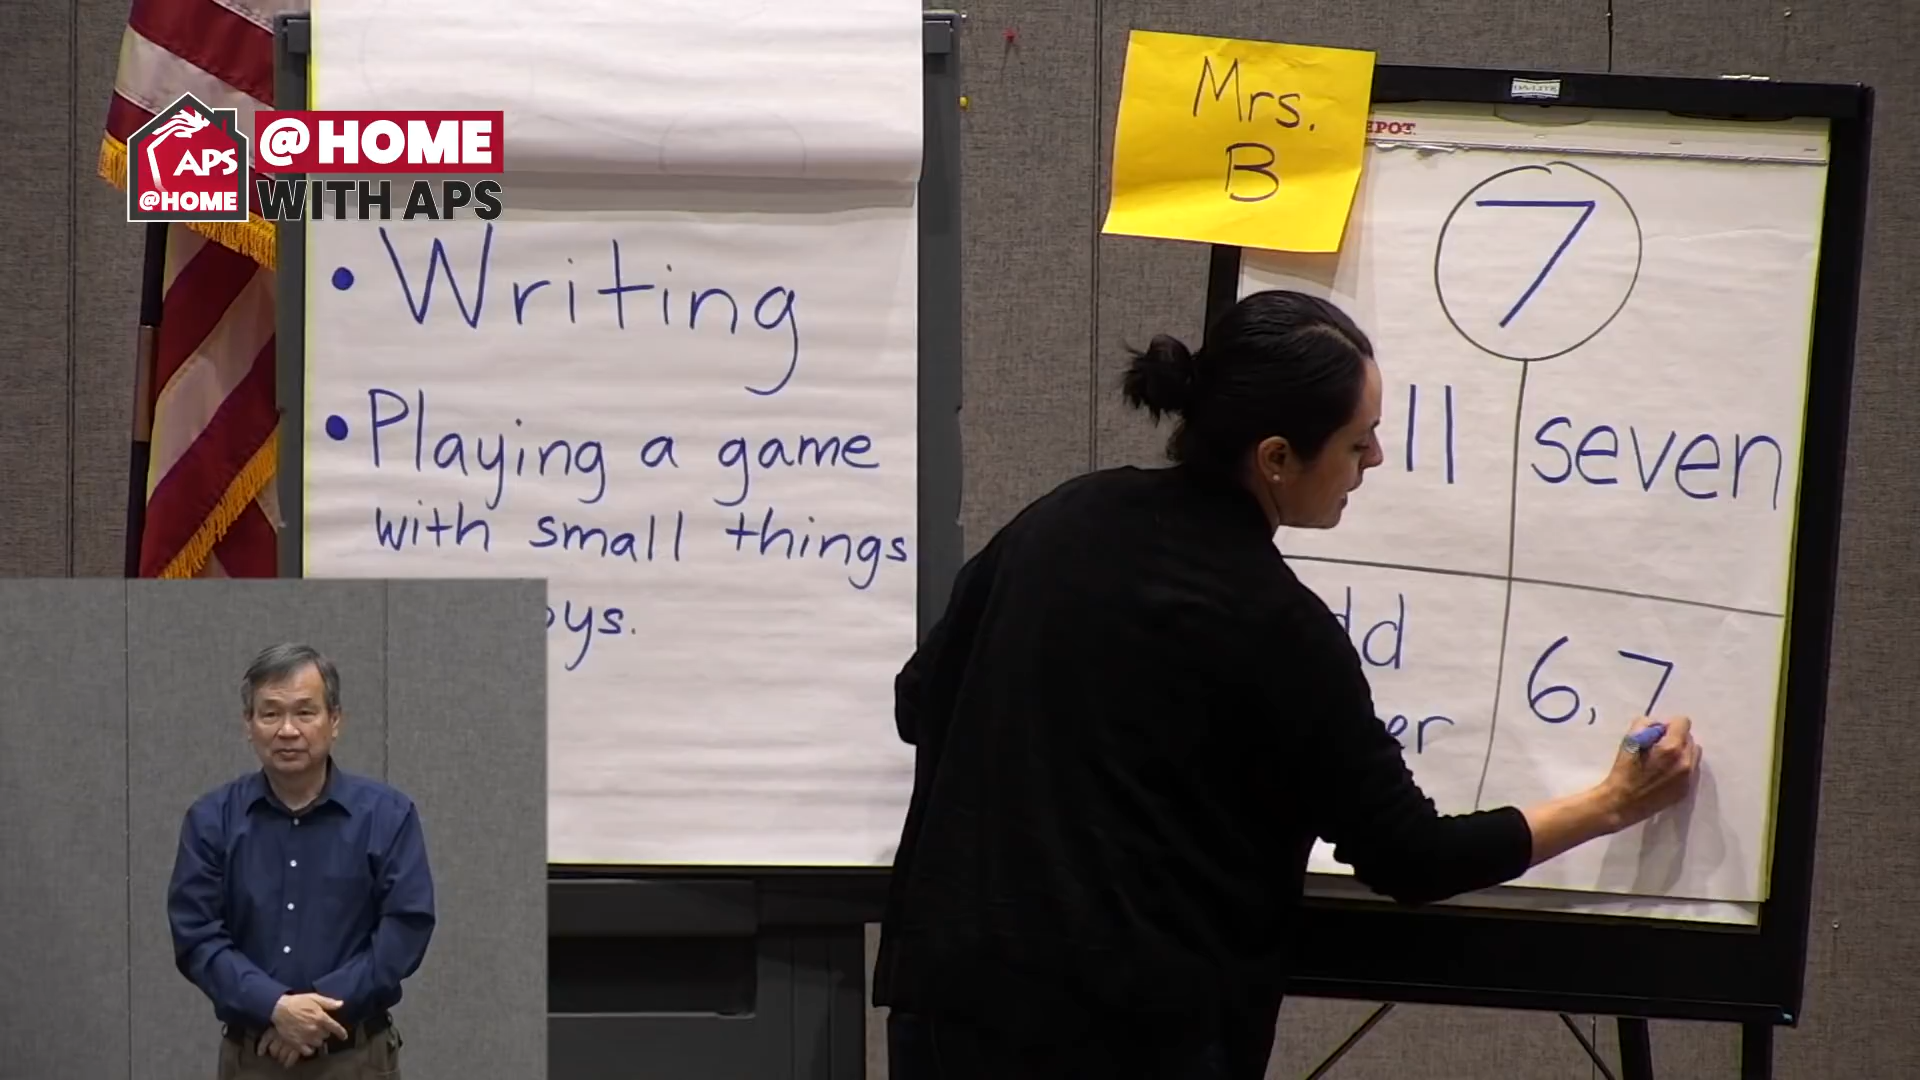 @HOME
WITH APS
APS
@HOME
• Writing
• Playing a game
with small things
Mrs.
B
7
seven
6, 7